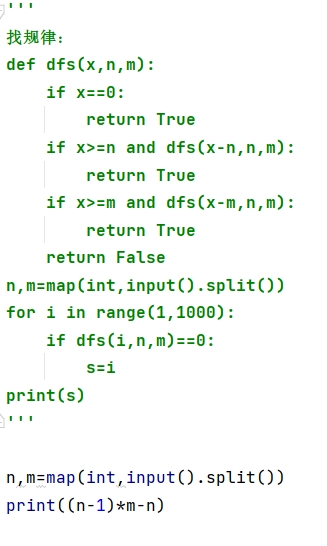 '''
找规律:
def dfs(x,n,m):
    if x==0:
        return True
    if x>=n and dfs(x-n,n,m):
        return True
    if x>=m and dfs(x-m,n,m):
        return True
    return False
n,m=map(int,input().split())
for i in range(1,1000):
    if dfs(i,n,m)==0:
        s=i
print(s)
'''

n,m=map(int,input().split())
print((n-1)*m-n)